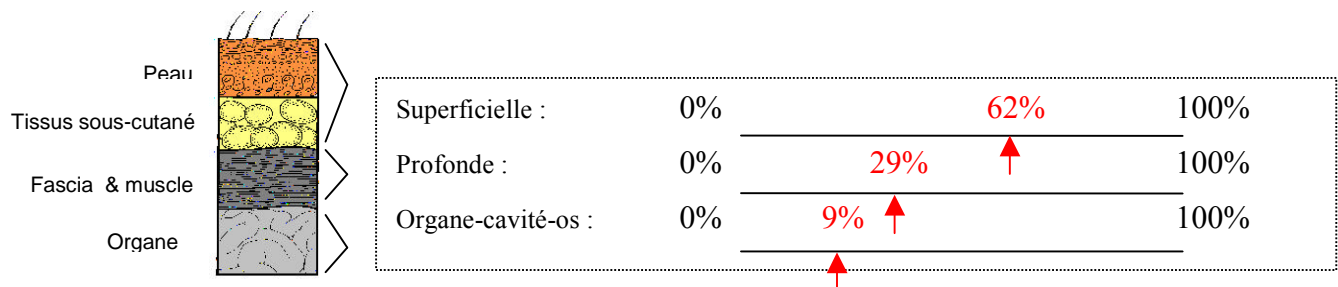 Peau
Tissus sous-cutané
Fascia & muscle
Organe
Superficielle : 0% 62% 100%
Profonde : 0% 29% 100%
Organe-cavité-os : 0% 9% 100%